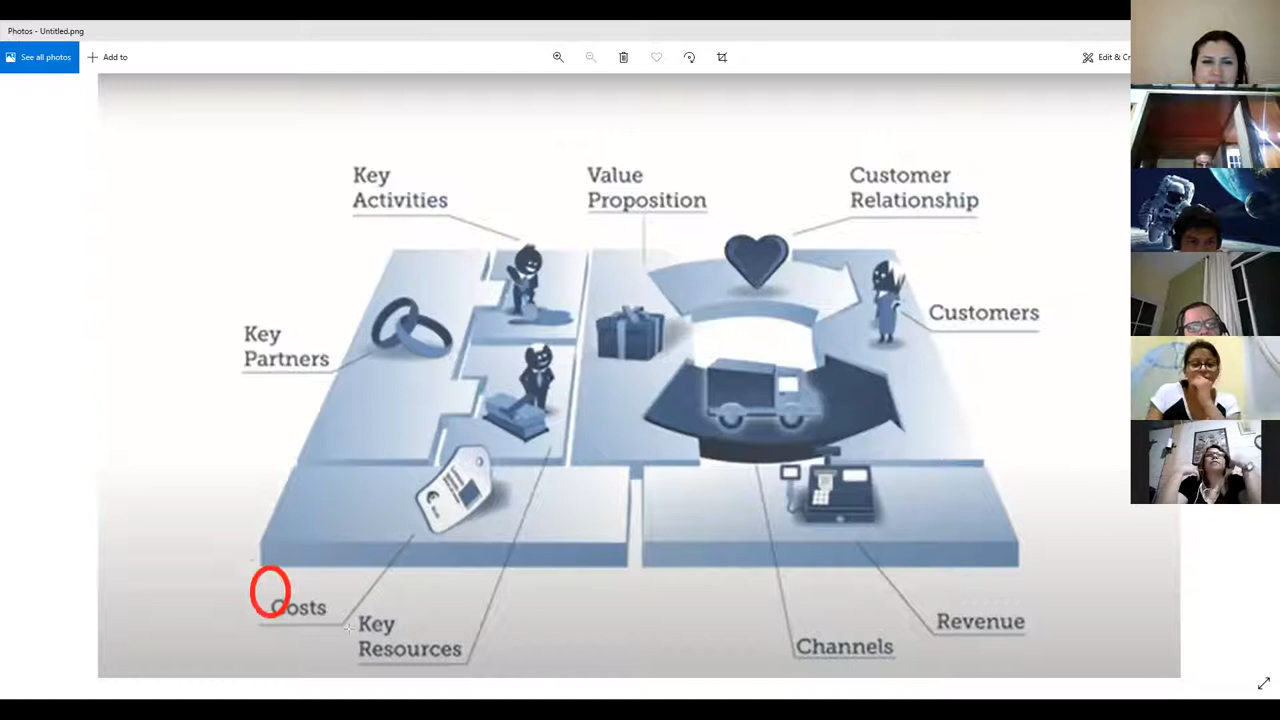 Photos - Untitled.png
See all photos
Add to
Edit & Cr
Key
Activities
Value
Proposition
Customer
Relationship
Key
Partners
Customers
Costs
Key
Resources
Channels
Revenue